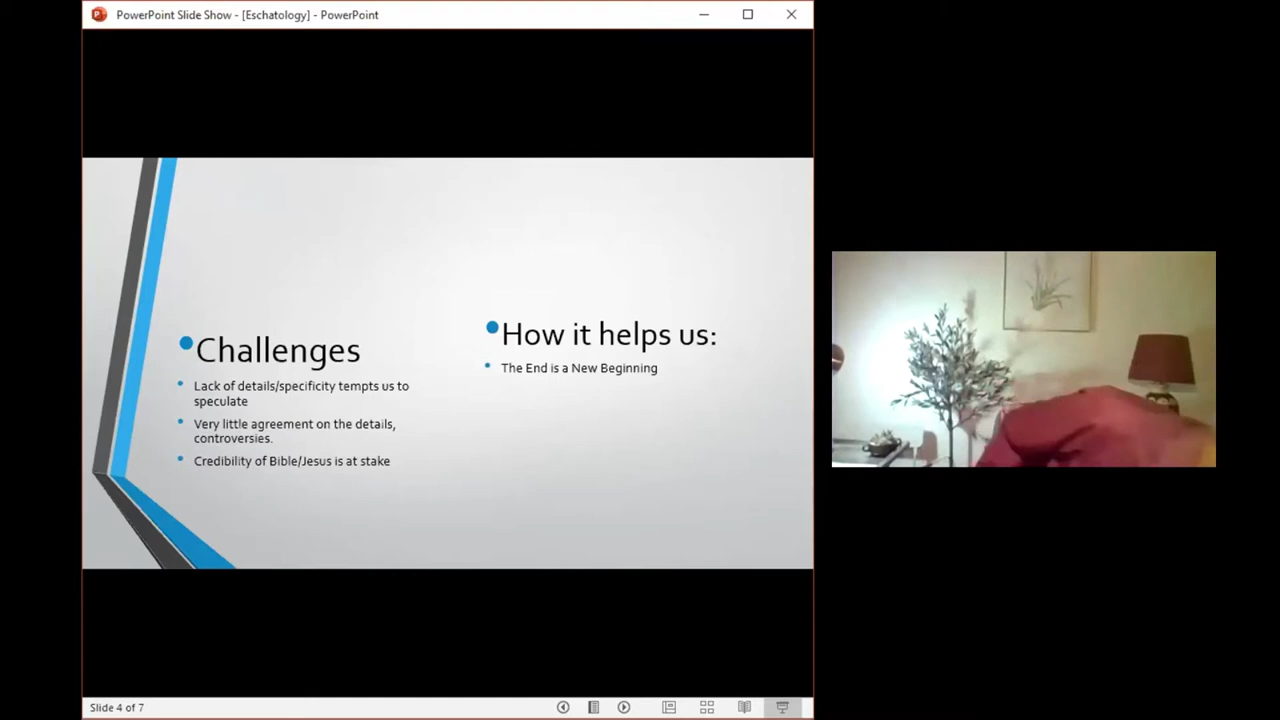 PowerPoint Slide Show - [Eschatology] - PowerPoint
Challenges
Lack of details/specificity tempts us to
speculate
Very little agreement on the details,
controversies.
Credibility of Bible/Jesus is at stake
How it helps us:
The End is a New Beginning
Slide 4 of 7